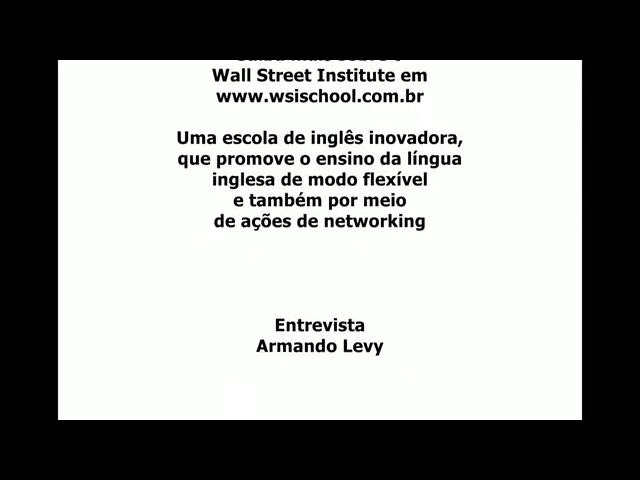 Wall Street Institute em
www.wsischool.com.br
Uma escola de inglês inovadora,
que promove o ensino da língua
inglesa de modo flexível
e também por meio
de ações de networking
Entrevista
Armando Levy